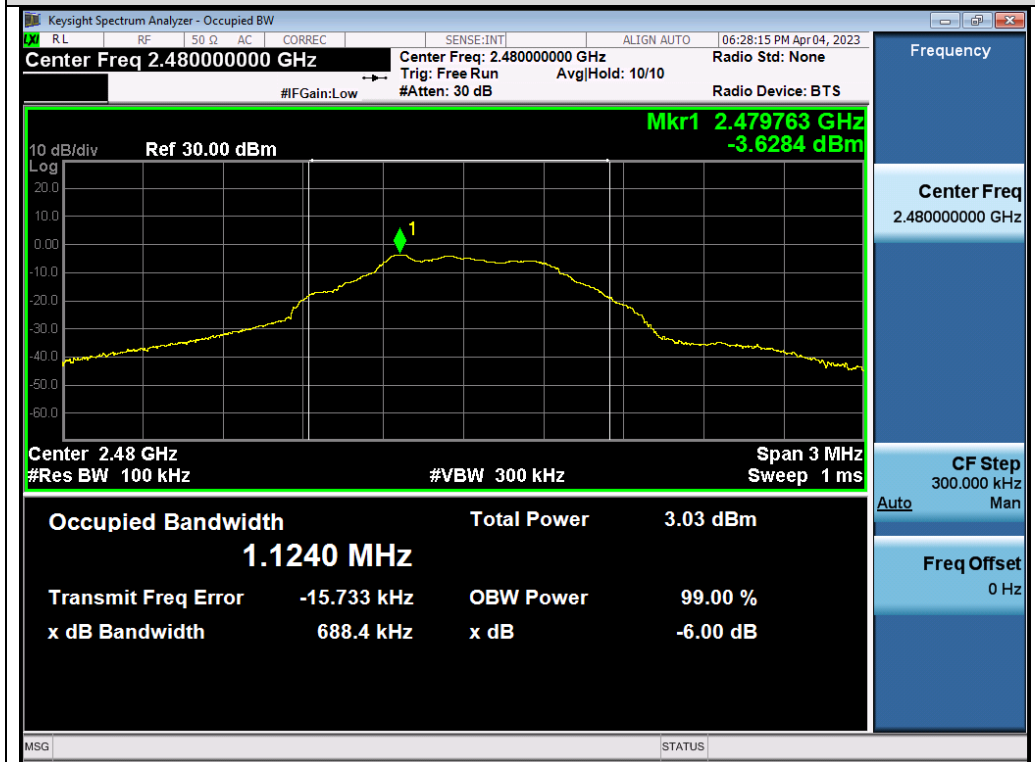 Keysight Spectrum Analyzer - Occupied BW
LXI RL RF 50 Ω AC CORREC SENSE:INT ALIGN AUTO 06:28:15 PM Apr 04, 2023
Center Freq 2.480000000 GHz
#IFGain:Low
Center Freq: 2.480000000 GHz
Trig: Free Run Avg|Hold: 10/10
#Atten: 30 dB
Radio Std: None
Radio Device: BTS
Frequency
Mkr1 2.479763 GHz
-3.6284 dBm
10 dB/div Ref 30.00 dBm
Log
20.0
10.0
0.00
-10.0
-20.0
-30.0
-40.0
-50.0
-60.0
1
Center 2.48 GHz Span 3 MHz
#Res BW 100 kHz #VBW 300 kHz Sweep 1 ms
Occupied Bandwidth Total Power 3.03 dBm
1.1240 MHz
Transmit Freq Error -15.733 kHz OBW Power 99.00 %
x dB Bandwidth 688.4 kHz x dB -6.00 dB
Center Freq
2.480000000 GHz
CF Step
300.000 kHz
Auto Man
Freq Offset
0 Hz
MSG STATUS